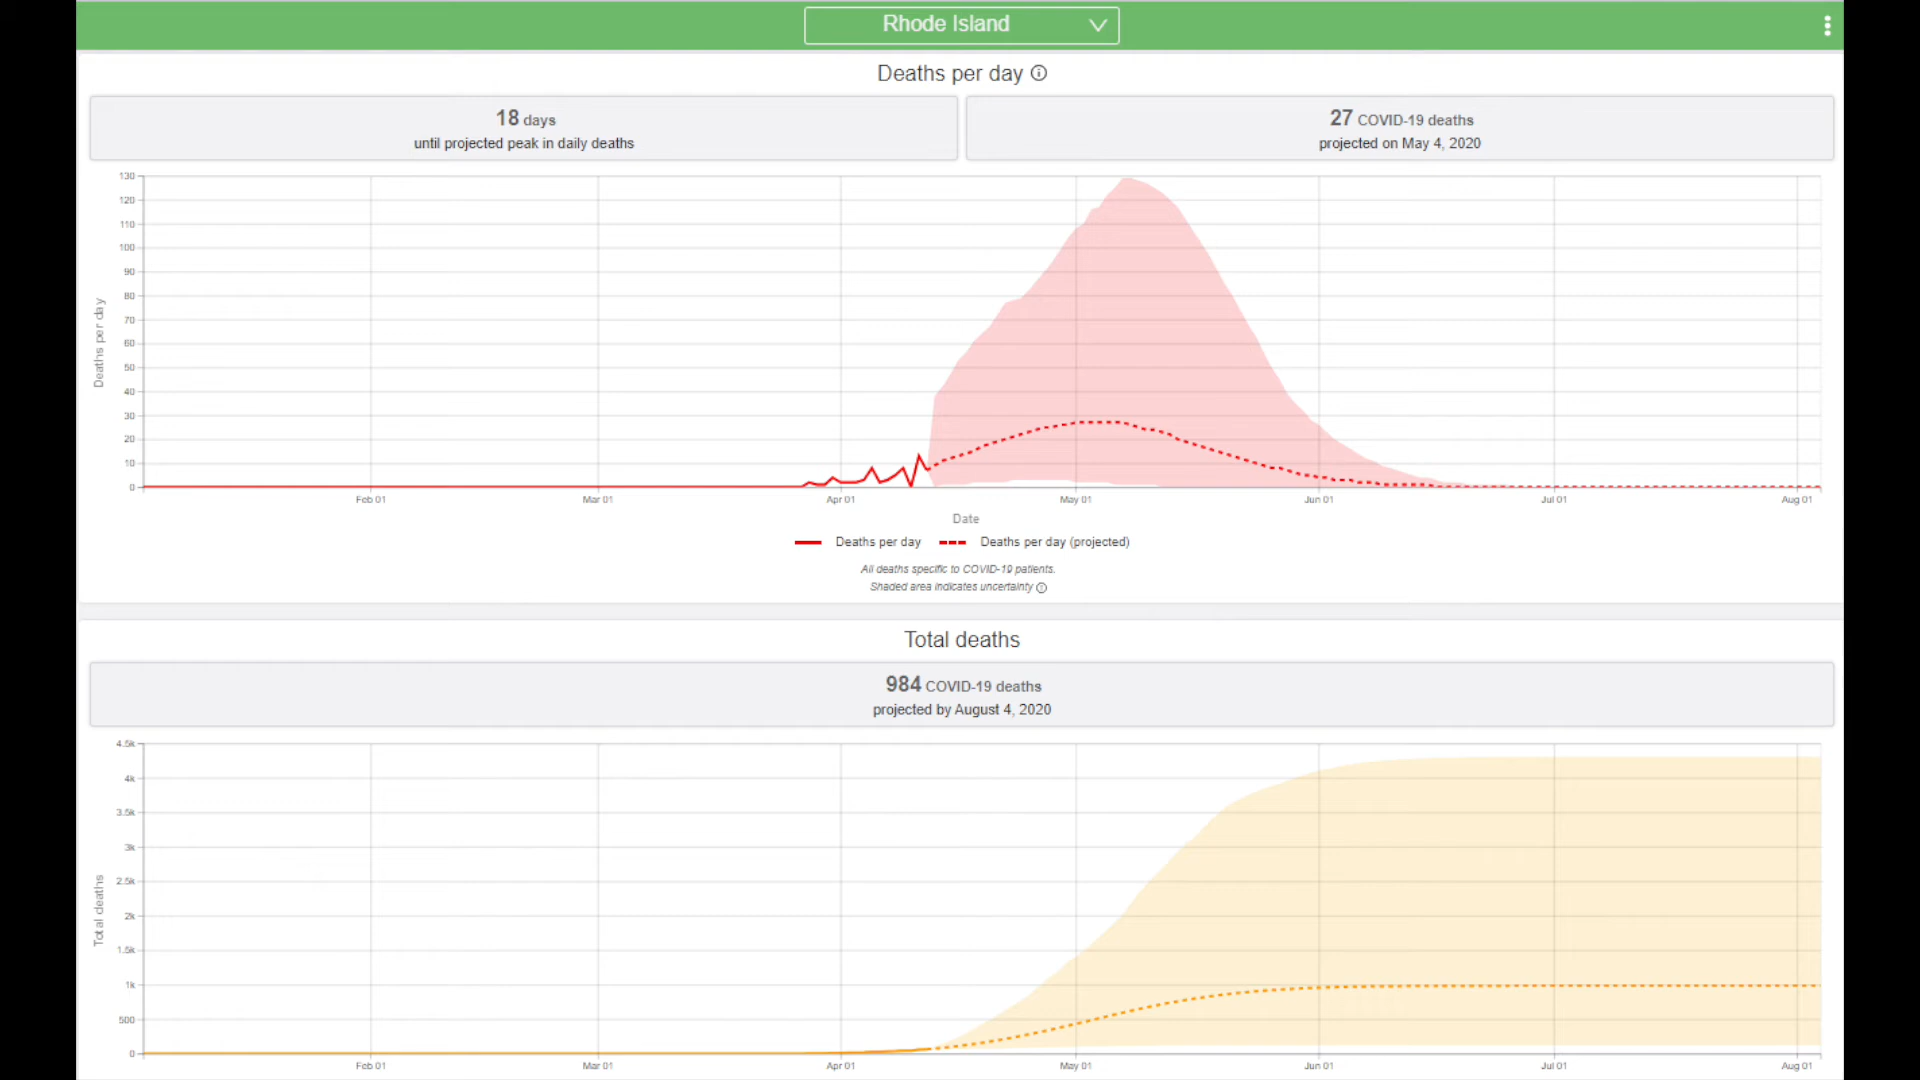 Rhode Island
Deaths per day
18 days
until projected peak in daily deaths
27 COVID-19 deaths
projected on May 4, 2020
130
120
110
100
90
80
70
60
50
40
30
20
10
0
Deaths per day
Feb 01 Mar 01 Apr 01 May 01 Jun 01 Jul 01 Aug 01
Date
Deaths per day Deaths per day (projected)
All deaths specific to COVID-19 patients.
Shaded area indicates uncertainty
Total deaths
984 COVID-19 deaths
projected by August 4, 2020
4.5k
4k
3.5k
3k
2.5k
2k
1.5k
1k
500
0
Total deaths
Feb 01 Mar 01 Apr 01 May 01 Jun 01 Jul 01 Aug 01